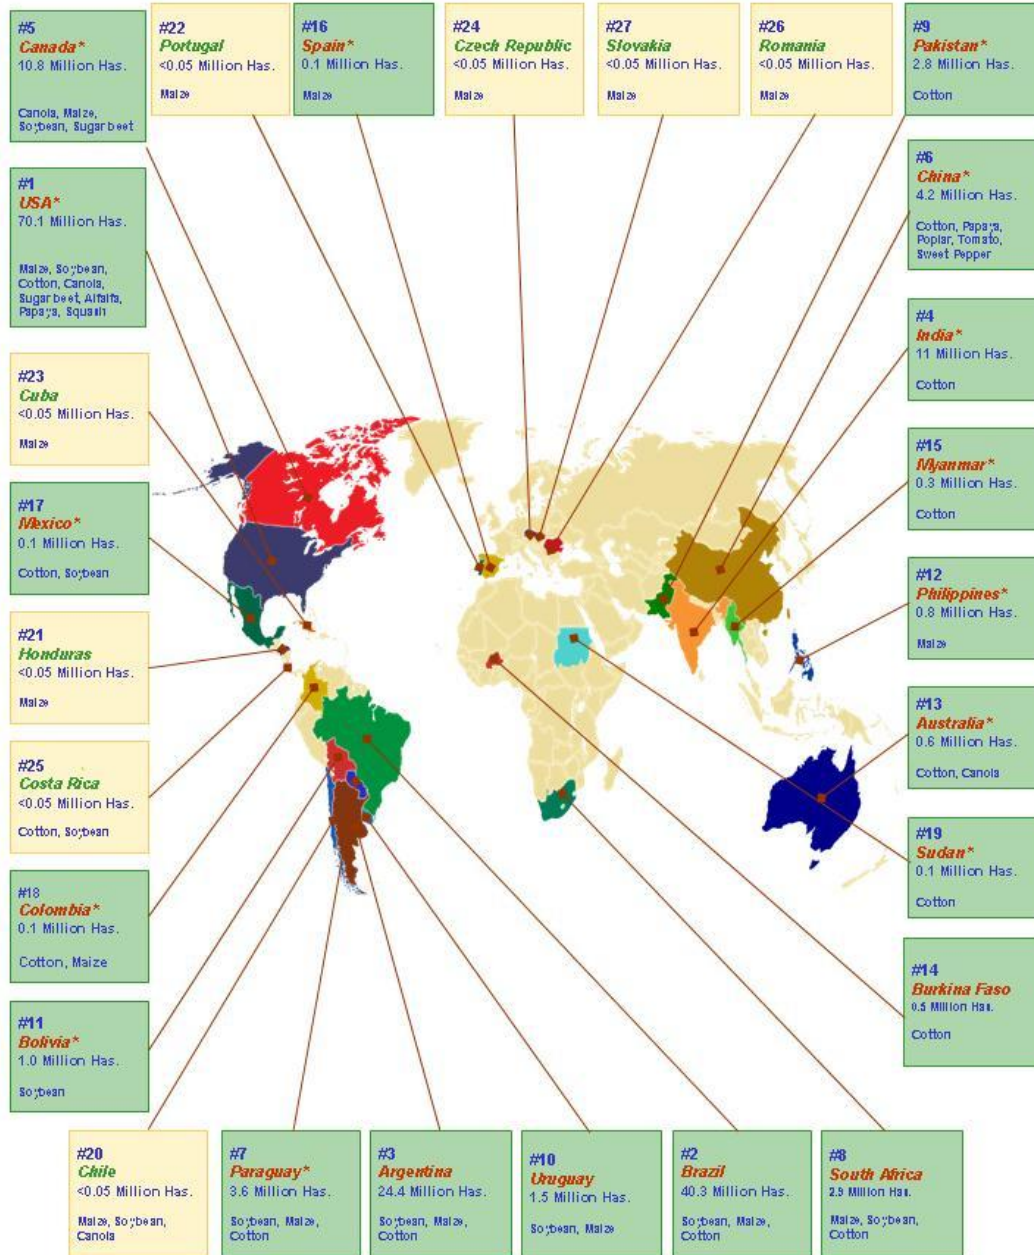 #5
Canada*
10.8 Million Has.
Canola, Maize,
Soybean, Sugar beet
#22
Portugal
<0.05 Million Has.
Maize
#16
Spain*
0.1 Million Has.
Maize
#24
Czech Republic
<0.05 Million Has.
Maize
#27
Slovakia
<0.05 Million Has.
Maize
#26
Romania
<0.05 Million Has.
Maize
#9
Pakistan*
2.8 Million Has.
Cotton
#1
USA*
70.1 Million Has.
Maize, Soybean,
Cotton, Canola,
Sugar beet, Alfalfa,
Papaya, Squash
#6
China*
4.2 Million Has.
Cotton, Papaya,
Poplar, Tomato,
Sweet Pepper
#4
India*
11 Million Has.
Cotton
#23
Cuba
<0.05 Million Has.
Maize
#15
Myanmar*
0.3 Million Has.
Cotton
#17
Mexico*
0.1 Million Has.
Cotton, Soybean
#12
Philippines*
0.8 Million Has.
Maize
#21
Honduras
<0.05 Million Has.
Maize
#13
Australia*
0.6 Million Has.
Cotton, Canola
#25
Costa Rica
<0.05 Million Has.
Cotton, Soybean
#19
Sudan*
0.1 Million Has.
Cotton
#18
Colombia*
0.1 Million Has.
Cotton, Maize
#14
Burkina Faso
0.5 Million Has.
Cotton
#11
Bolivia*
1.0 Million Has.
Soybean
#20
Chile
<0.05 Million Has.
Maize, Soybean,
Canola
#7
Paraguay*
3.6 Million Has.
Soybean, Maize,
Cotton
#3
Argentina
24.4 Million Has.
Soybean, Maize,
Cotton
#10
Uruguay
1.5 Million Has.
Soybean, Maize
#2
Brazil
40.3 Million Has.
Soybean, Maize,
Cotton
#8
South Africa
2.9 Million Has.
Maize, Soybean,
Cotton